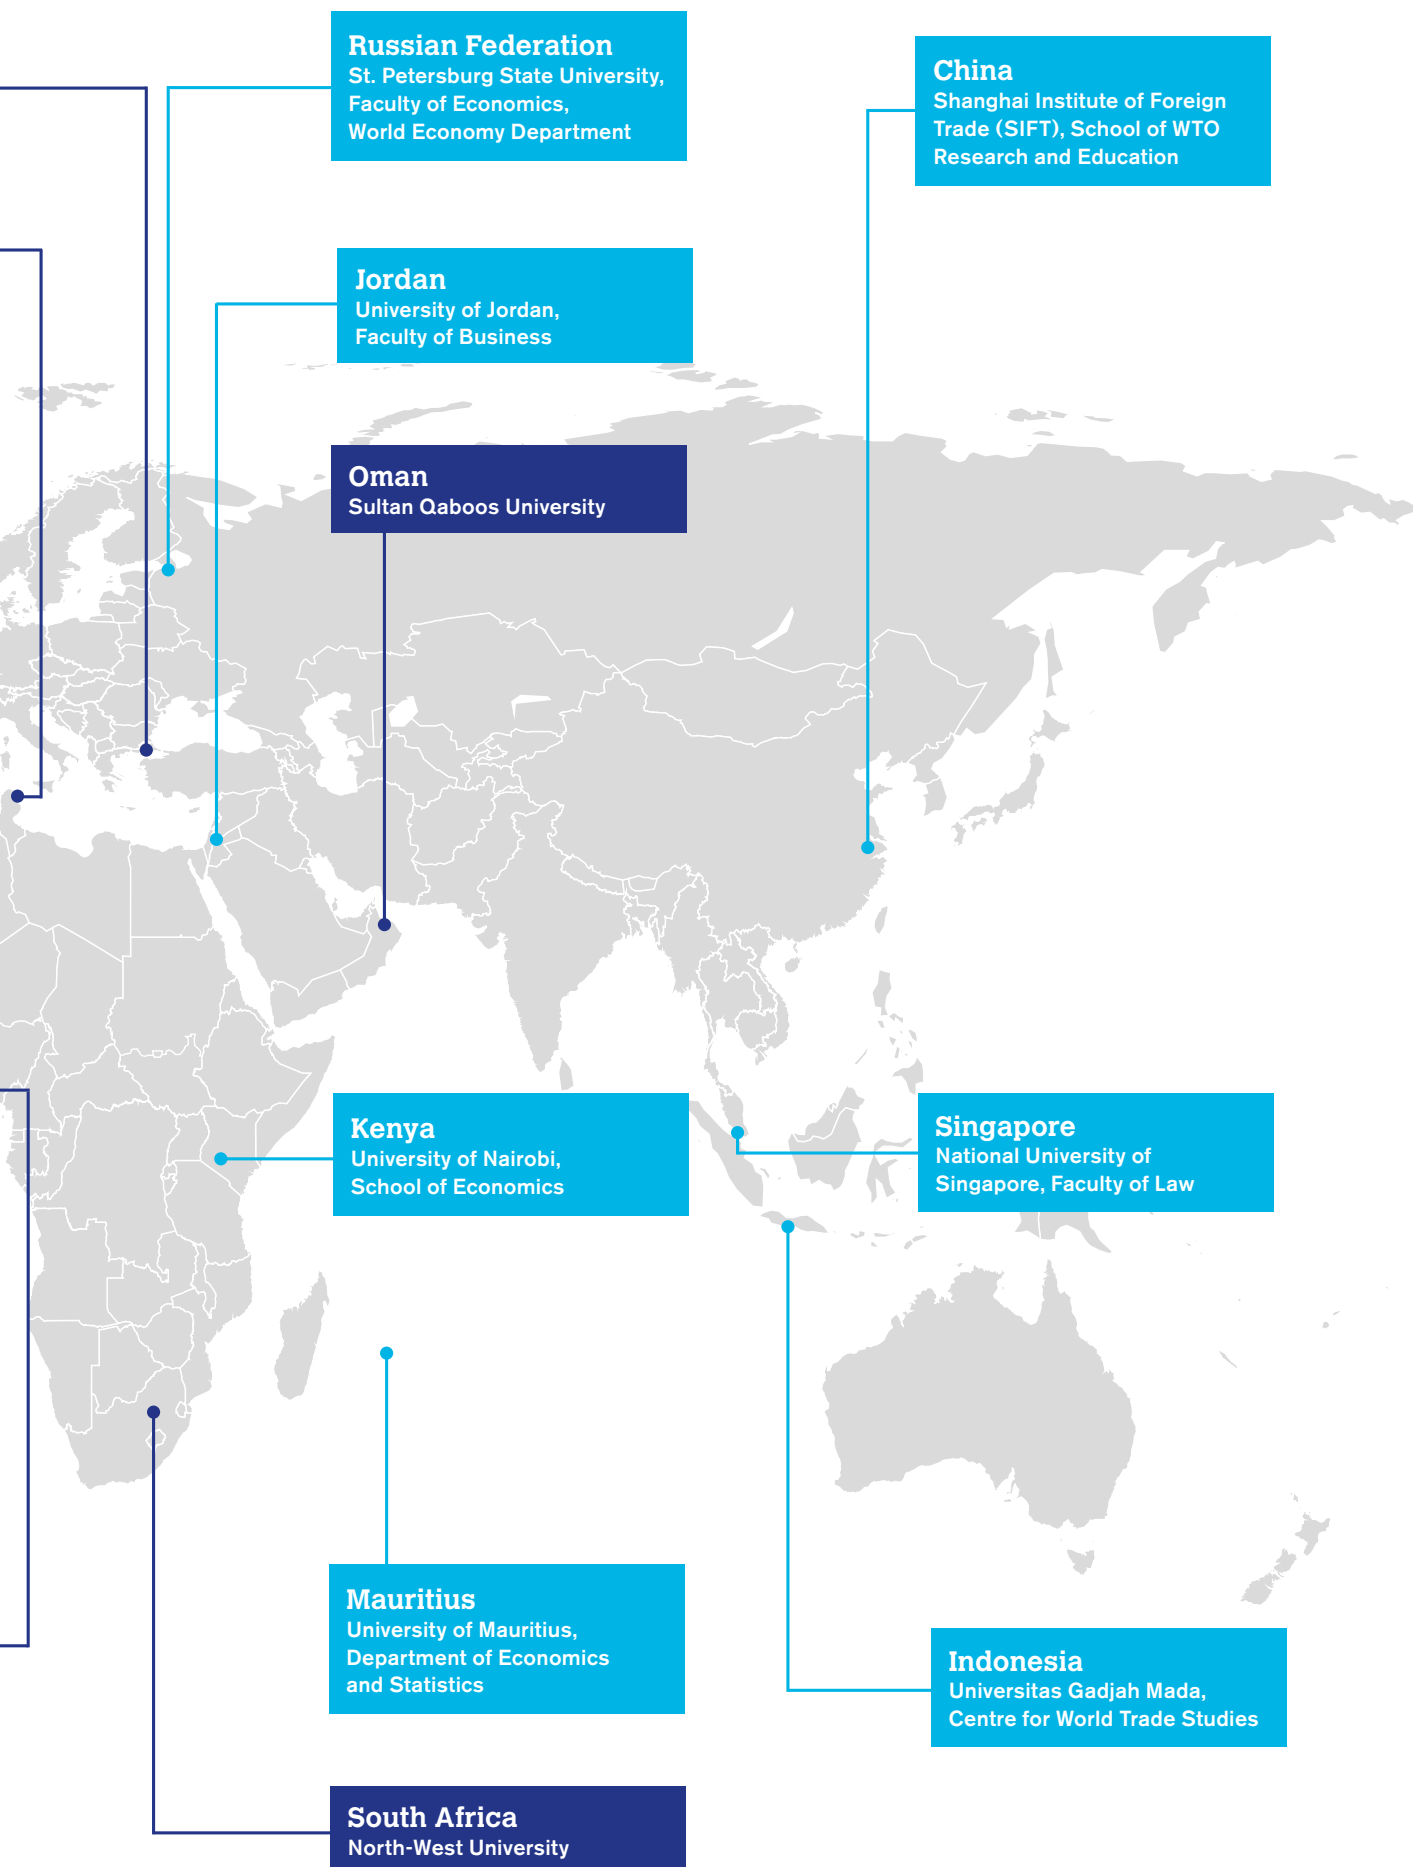 Russian Federation
St. Petersburg State University,
Faculty of Economics,
World Economy Department
China
Shanghai Institute of Foreign
Trade (SIFT), School of WTO
Research and Education
Jordan
University of Jordan,
Faculty of Business
Oman
Sultan Qaboos University
Kenya
University of Nairobi,
School of Economics
Singapore
National University of
Singapore, Faculty of Law
Mauritius
University of Mauritius,
Department of Economics
and Statistics
Indonesia
Universitas Gadjah Mada,
Centre for World Trade Studies
South Africa
North-West University